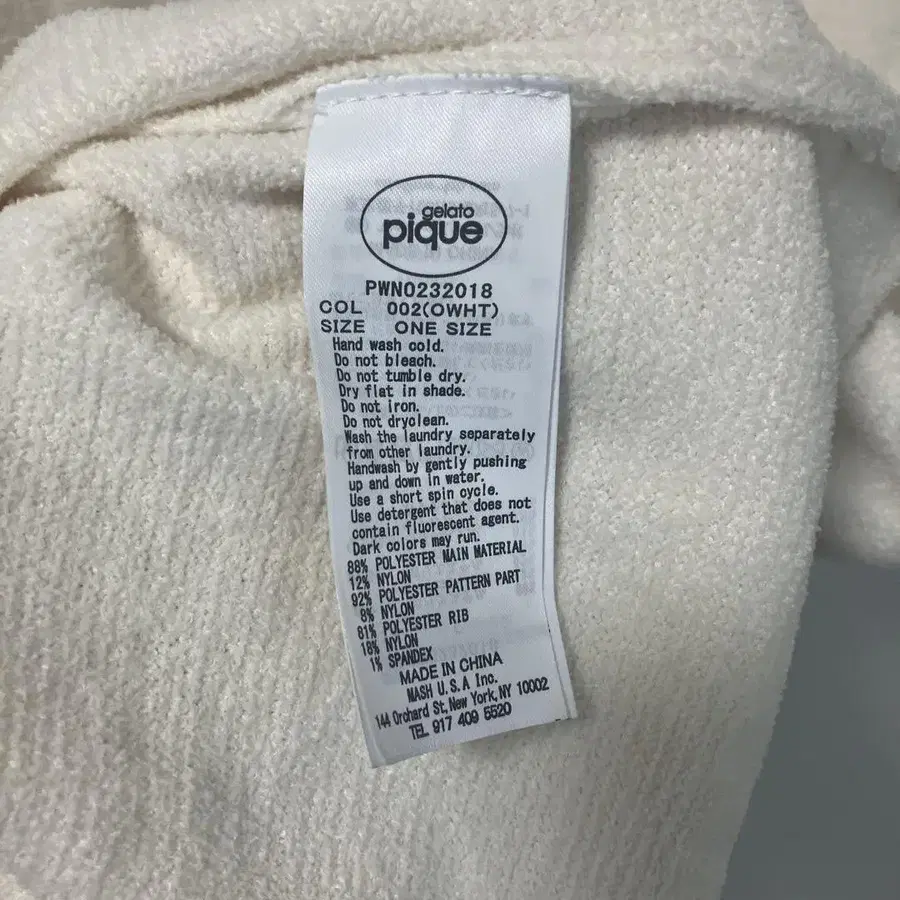 gelato
pique
PWNO232018
COL 002(OWHT)
SIZE ONE SIZE
Hand wash cold.
Do not bleach.
Do not tumble dry.
Dry flat in shade.
Do not iron.
Do not dryclean.
Wash the laundry separately
from other laundry.
Handwash by gently pushing
up and down in water.
Use a short spin cycle.
Use detergent that does not
contain fluorescent agent.
Dark colors may run.
88% POLYESTER MAIN MATERIAL
12% NYLON
92% POLYESTER PATTERN PART
8% NYLON
81% POLYESTER RIB
18% NYLON
1% SPANDEX
MADE IN CHINA
MASH U.S.A Inc.
144 Orchard St, New York, NY 10002
TEL 917 409 5520